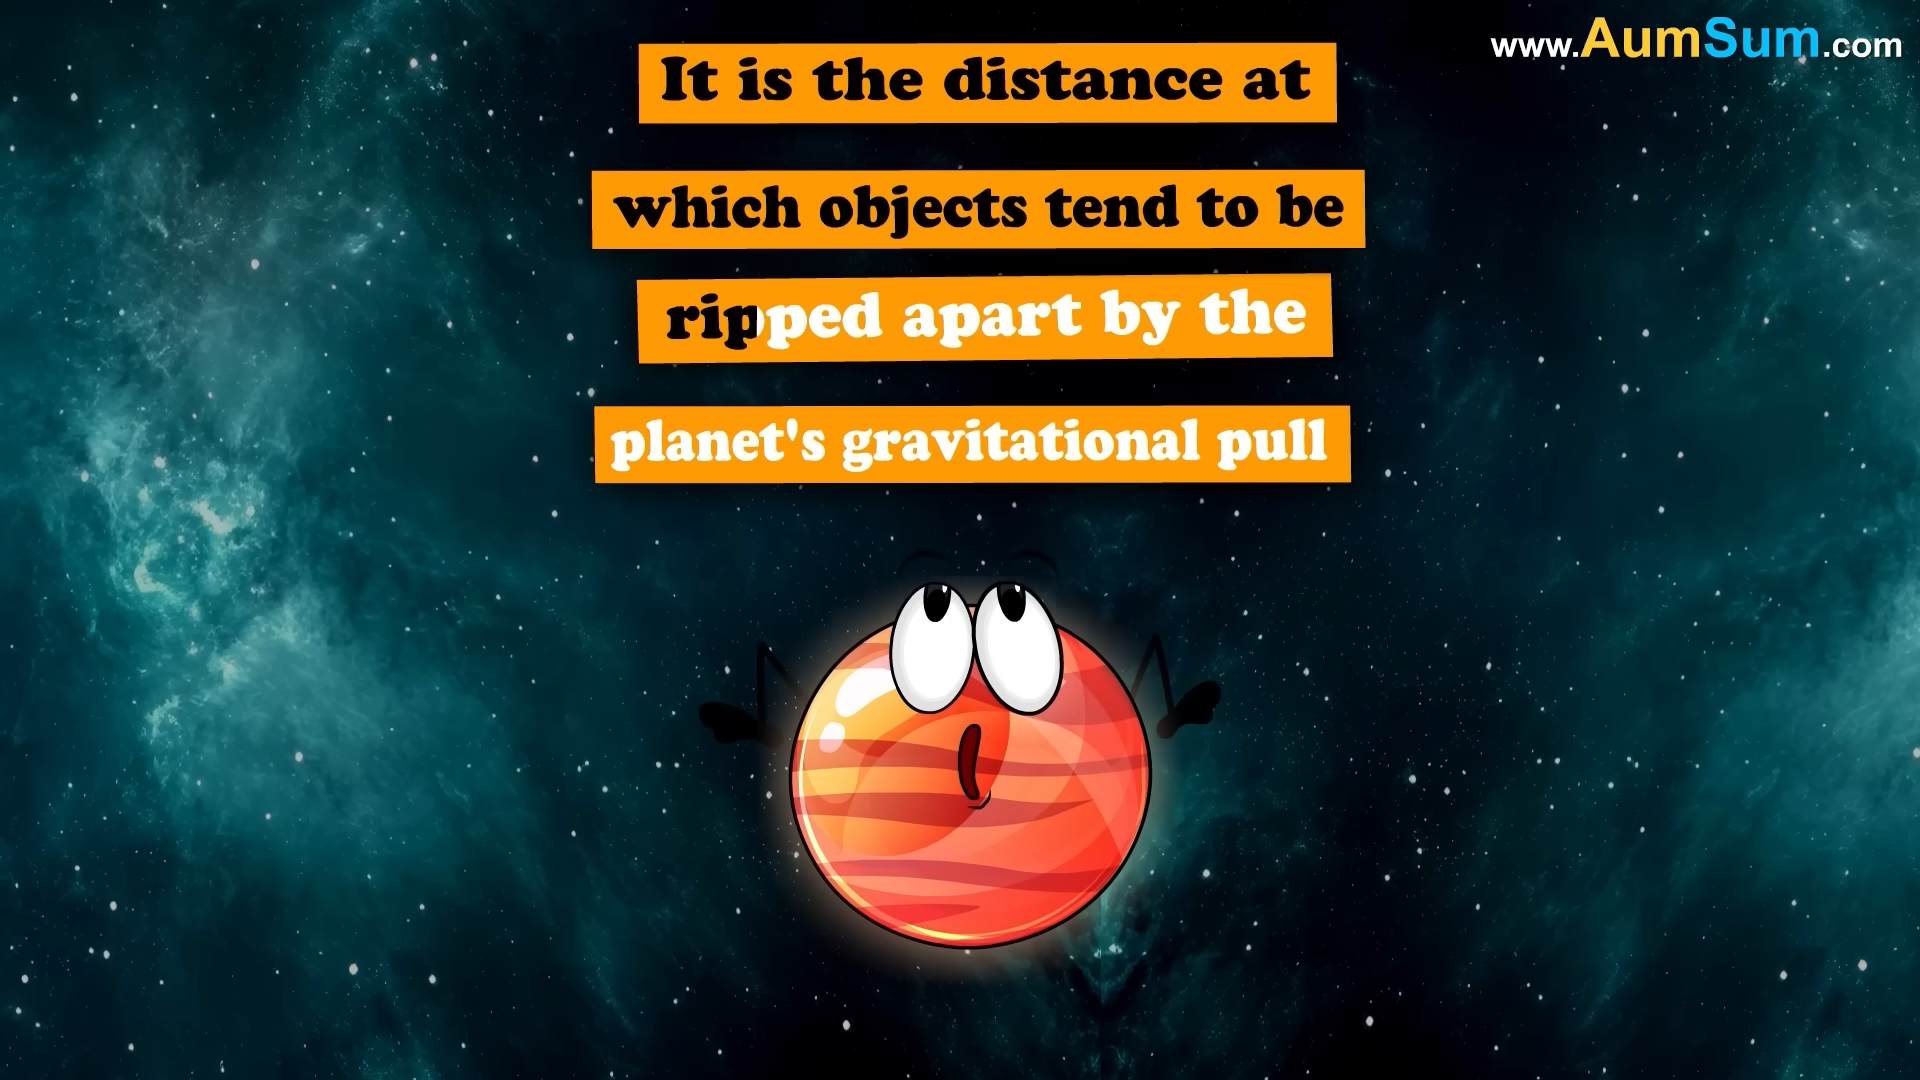 www.AumSum.com
It is the distance at
which objects tend to be
ripped apart by the
planet's gravitational pull